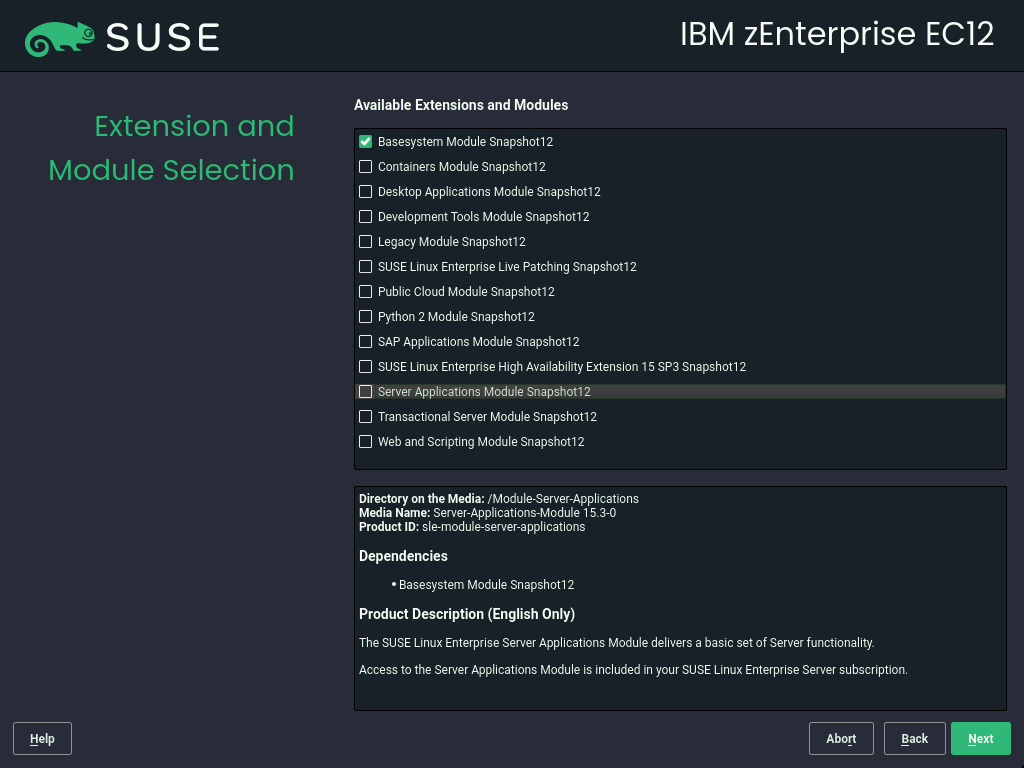 SUSE
IBM zEnterprise EC12
Extension and
Module Selection
Available Extensions and Modules
Basesystem Module Snapshot12
Containers Module Snapshot12
Desktop Applications Module Snapshot12
Development Tools Module Snapshot12
Legacy Module Snapshot12
SUSE Linux Enterprise Live Patching Snapshot12
Public Cloud Module Snapshot12
Python 2 Module Snapshot12
SAP Applications Module Snapshot12
SUSE Linux Enterprise High Availability Extension 15 SP3 Snapshot12
Server Applications Module Snapshot12
Transactional Server Module Snapshot12
Web and Scripting Module Snapshot12
Directory on the Media: /Module-Server-Applications
Media Name: Server-Applications-Module 15.3-0
Product ID: sle-module-server-applications
Dependencies
• Basesystem Module Snapshot12
Product Description (English Only)
The SUSE Linux Enterprise Server Applications Module delivers a basic set of Server functionality.
Access to the Server Applications Module is included in your SUSE Linux Enterprise Server subscription.
Help
Abort
Back
Next